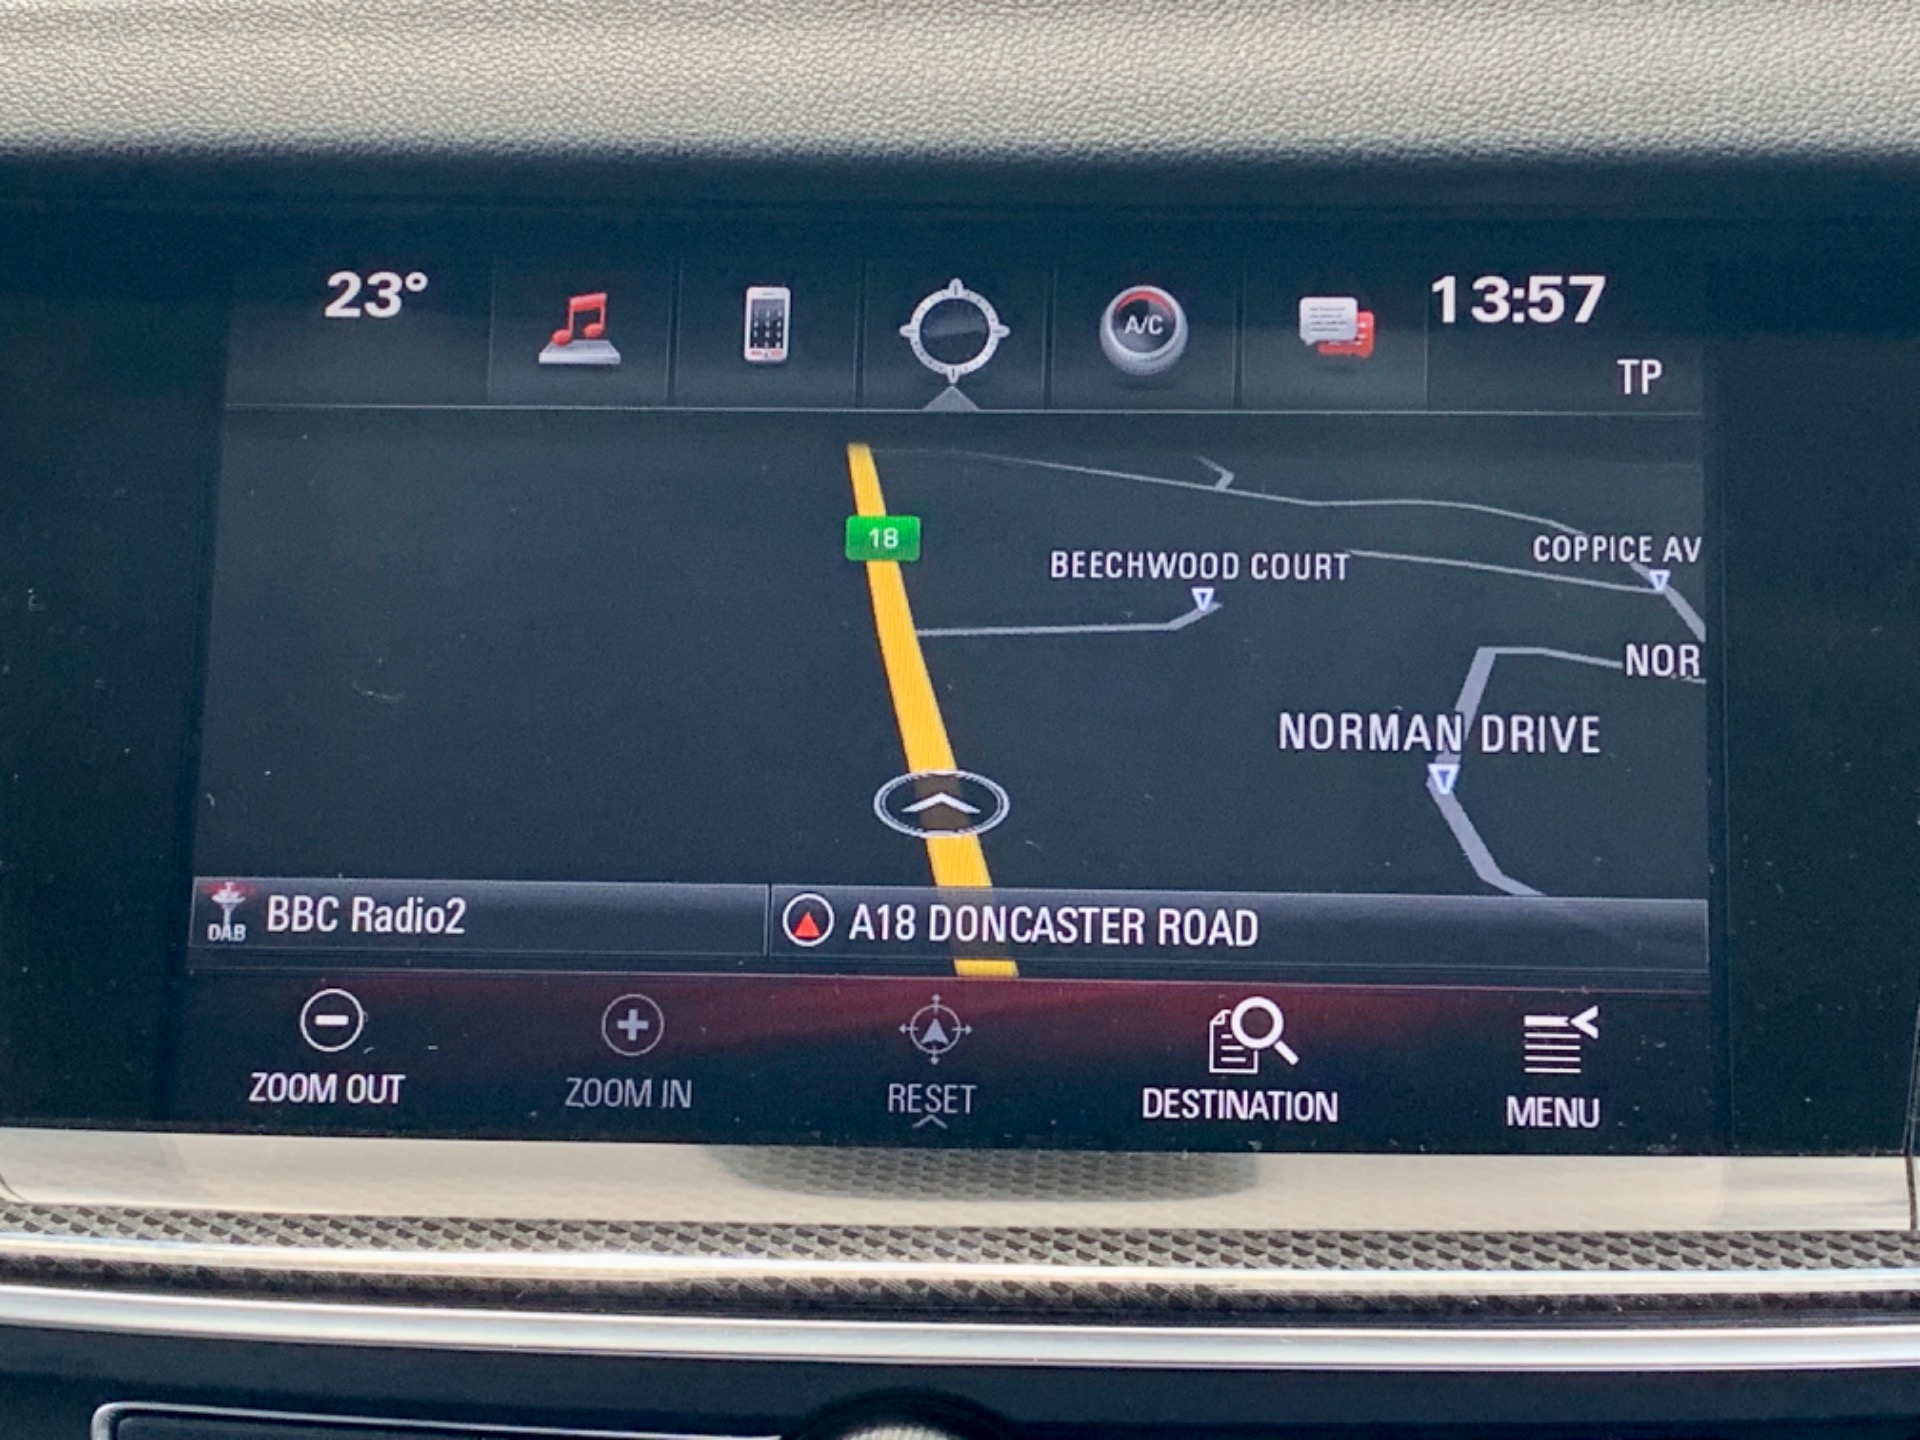 23°
A/C
13:57
TP
18
BEECHWOOD COURT
COPPICE AV
NOR
NORMAN DRIVE
DAB
BBC Radio2
A18 DONCASTER ROAD
ZOOM OUT
ZOOM IN
RESET
DESTINATION
MENU